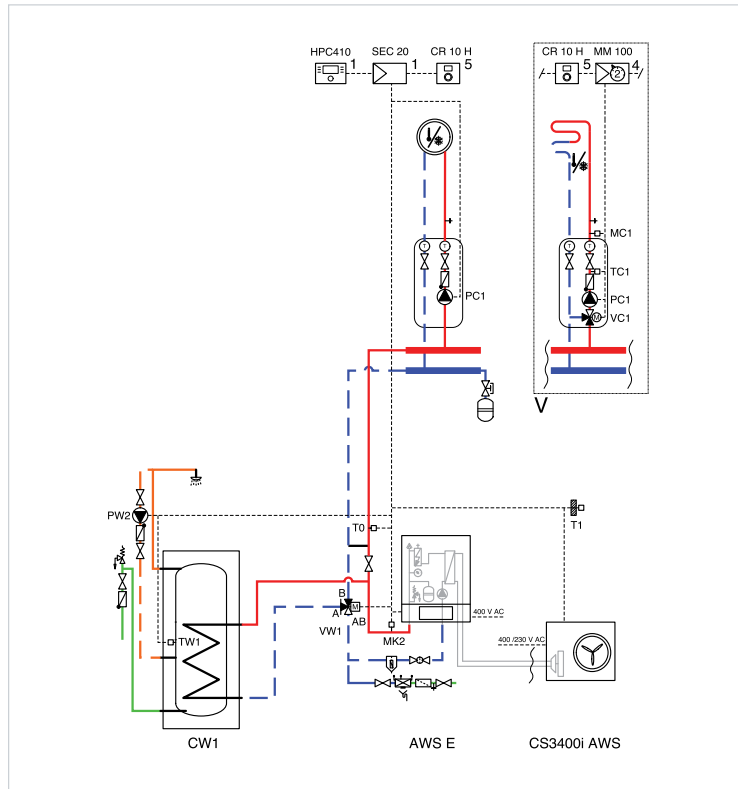 HPC410 SEC 20 CR 10 H
1 1 5
CR 10 H MM 100
5 2 4
T T
PC1
T T
MC1
TC1
PC1
M VC1
V
PW2
T0
T1
B
A M AB
VW1
MK2
400 V AC
400 /230 V AC
TW1
CW1 AWS E CS3400i AWS